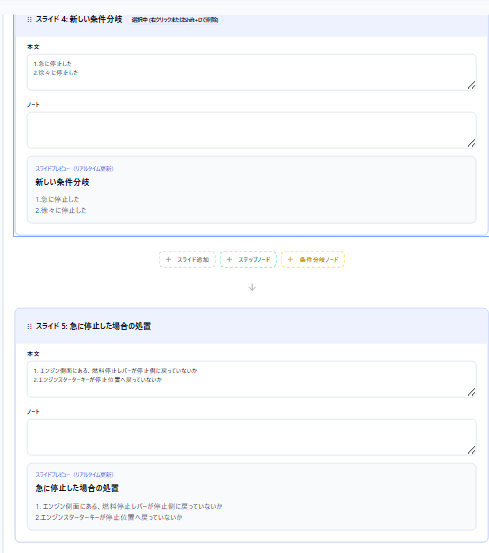 スライド 4: 新しい条件分岐 選択中 (右クリックまたはShift+Dで削除)
本文
1.急に停止した
2.徐々に停止した
ノート
スライドプレビュー（リアルタイム更新）
新しい条件分岐
1.急に停止した
2.徐々に停止した
＋ スライド追加 ＋ ステップノード ＋ 条件分岐ノード
↓
スライド 5: 急に停止した場合の処置
本文
1. エンジン側面にある、燃料停止レバーが停止側に戻っていないか
2.エンジンスターターキーが停止位置へ戻っていないか
ノート
スライドプレビュー（リアルタイム更新）
急に停止した場合の処置
1. エンジン側面にある、燃料停止レバーが停止側に戻っていないか
2.エンジンスターターキーが停止位置へ戻っていないか